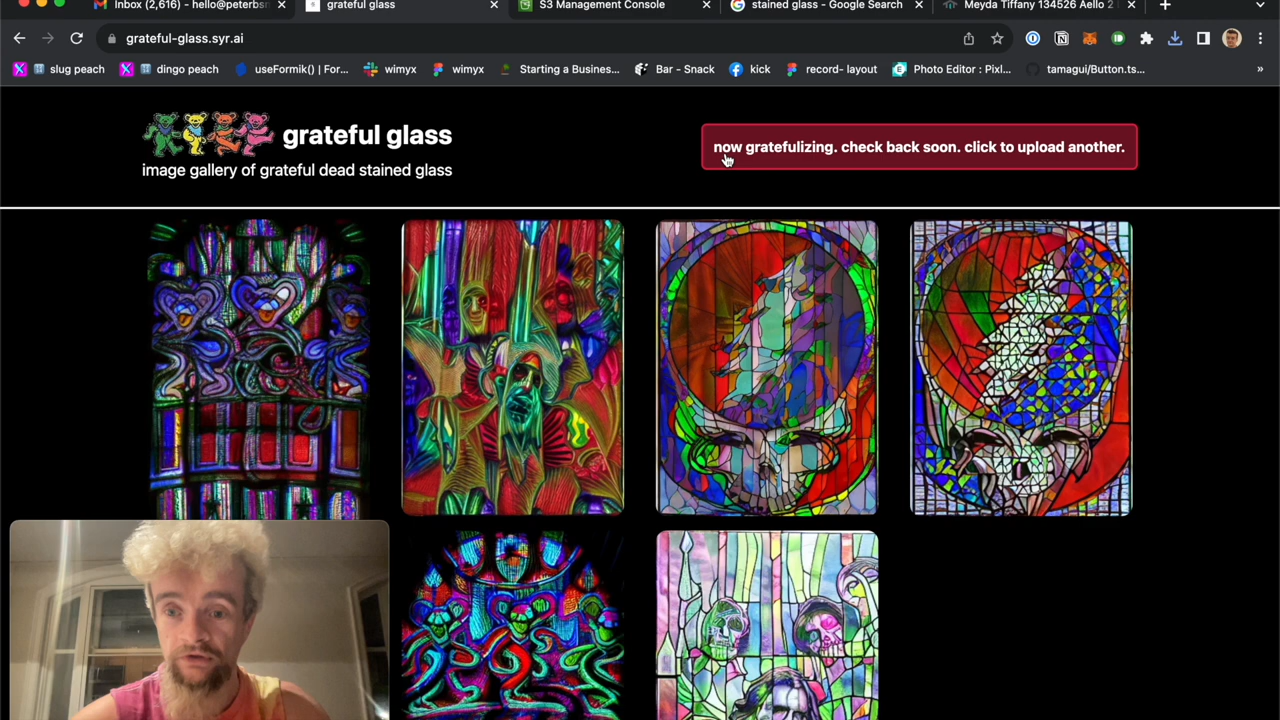 Inbox (2,616) - hello@peterbsm
grateful glass
S3 Management Console
stained glass - Google Search
Meyda Tiffany 134526 Aello 2
grateful-glass.syr.ai
slug peach
dingo peach
useFormik() | For...
wimyx
wimyx
Starting a Busines...
Bar - Snack
kick
record- layout
Photo Editor : Pixl...
tamagui/Button.ts...
»
grateful glass
image gallery of grateful dead stained glass
now gratefulizing. check back soon. click to upload another.